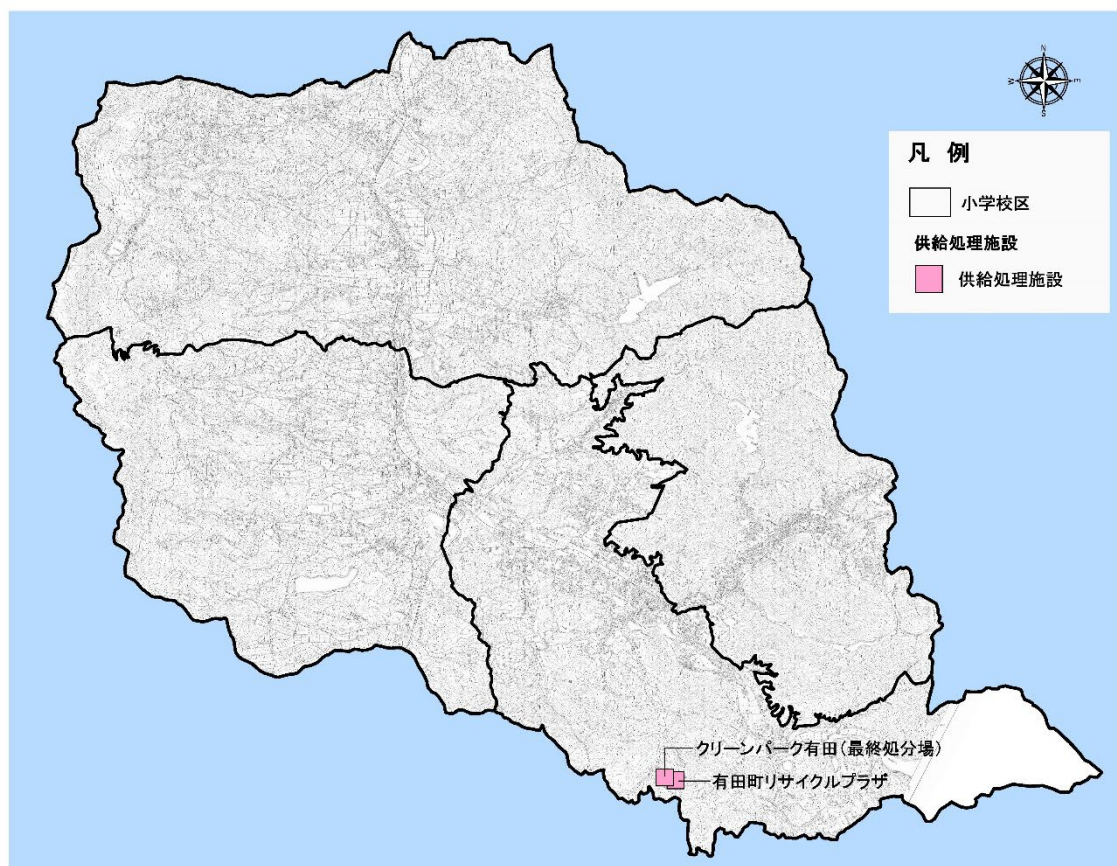 N
W
E
S
凡 例
小学校区
供給処理施設
供給処理施設
クリーンパーク有田(最終処分場)
有田町リサイクルプラザ